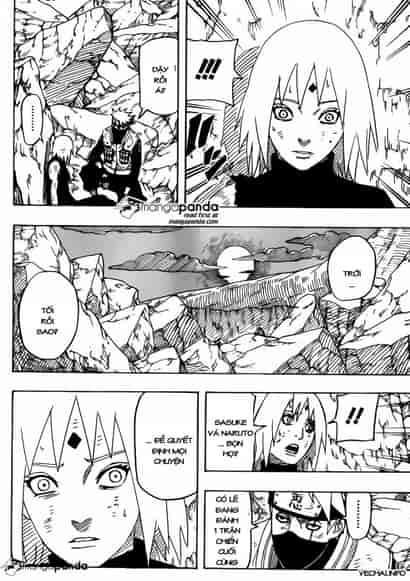 !!!
DẬY
RỒI
À?
.......
mangapanda
read first at
mangapanda.com
TRỜI
...
TỐI
RỒI
SAO?
!!
SASUKE
VÀ NARUTO
... BỌN
HỌ?
CÓ LẼ
ĐANG
ĐÁNH
1 TRẬN
CHIẾN
CUỐI
CÙNG
... ĐỂ QUYẾT
ĐỊNH MỌI
CHUYỆN
mangapanda
VECHAI.INFO